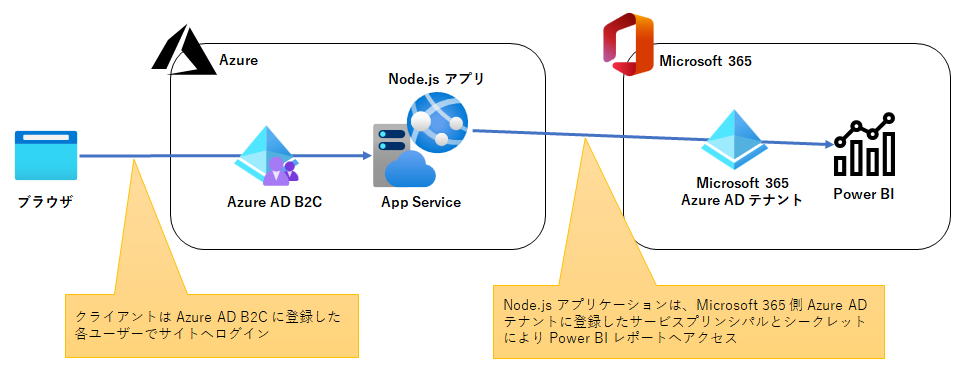 Azure
Microsoft 365
Node.js アプリ
ブラウザ
Azure AD B2C
App Service
Microsoft 365
Azure AD テナント
Power BI
クライアントは Azure AD B2C に登録した
各ユーザーでサイトへログイン
Node.js アプリケーションは、Microsoft 365 側 Azure AD
テナントに登録したサービスプリンシパルとシークレット
により Power BI レポートへアクセス